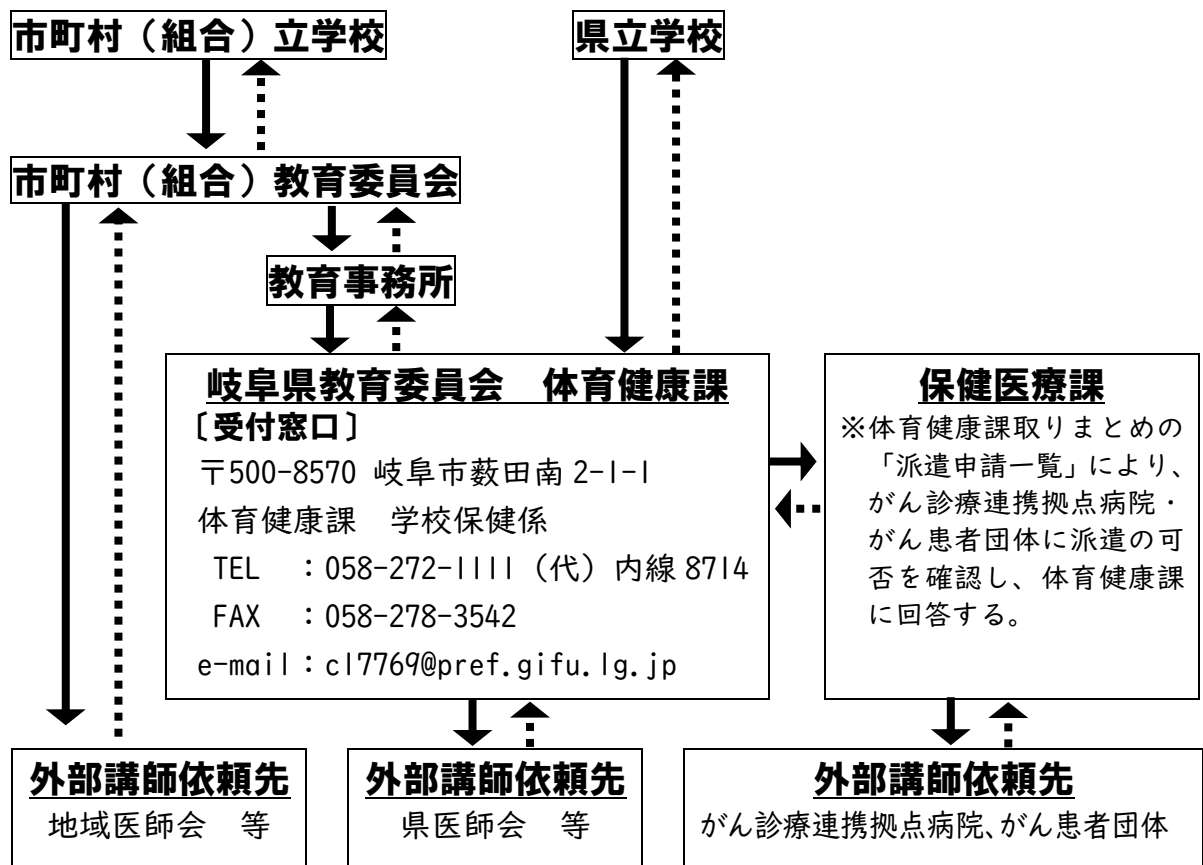 市町村（組合）立学校
県立学校
市町村（組合）教育委員会
教育事務所
岐阜県教育委員会　体育健康課
〔受付窓口〕
〒500-8570 岐阜市薮田南 2-1-1
体育健康課　学校保健係
TEL　：058-272-1111（代）内線 8714
FAX　：058-278-3542
e-mail：c17769@pref.gifu.lg.jp
保健医療課
※体育健康課取りまとめの
「派遣申請一覧」により、
がん診療連携拠点病院・
がん患者団体に派遣の可
否を確認し、体育健康課
に回答する。
外部講師依頼先
地域医師会　等
外部講師依頼先
県医師会　等
外部講師依頼先
がん診療連携拠点病院、がん患者団体